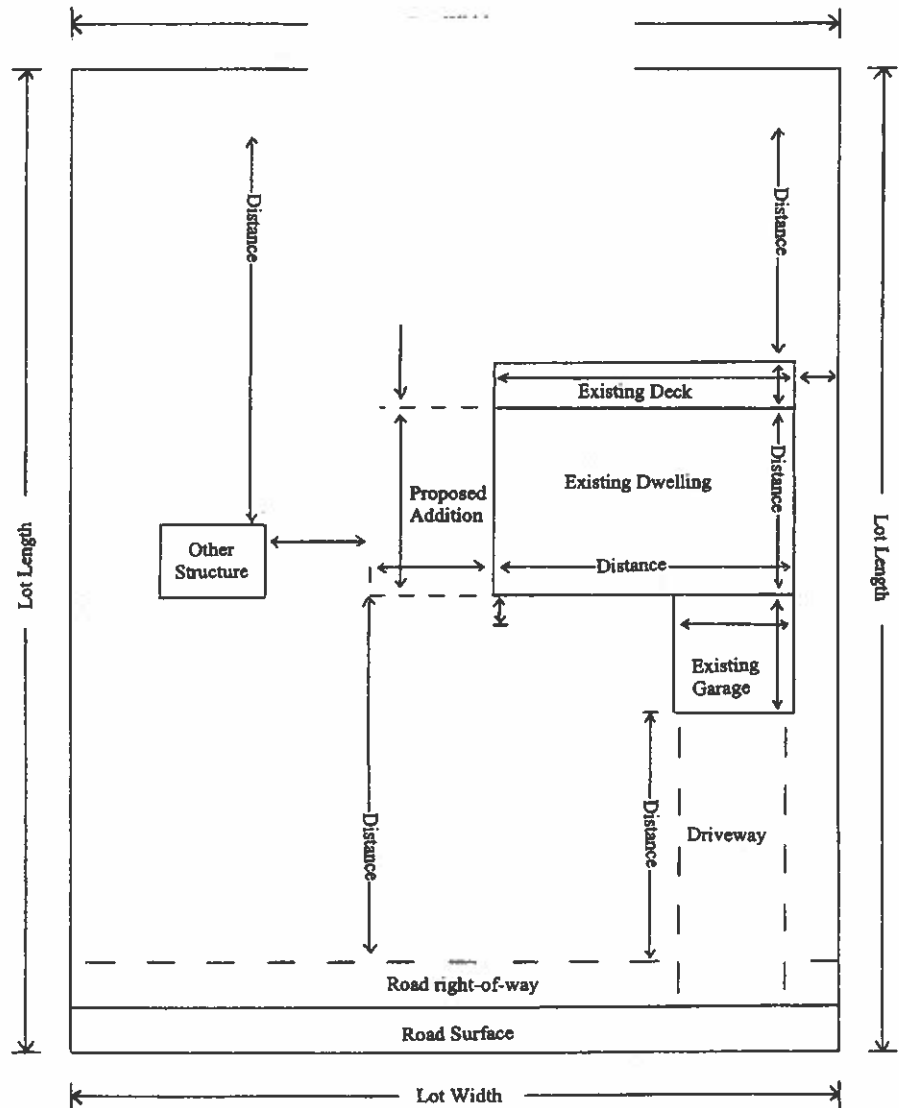 Distance
Distance
Existing Deck
Existing Dwelling
Distance
Proposed
Addition
Other
Structure
Distance
Lot Length
Lot Length
Existing
Garage
Distance
Distance
Driveway
Road right-of-way
Road Surface
Lot Width